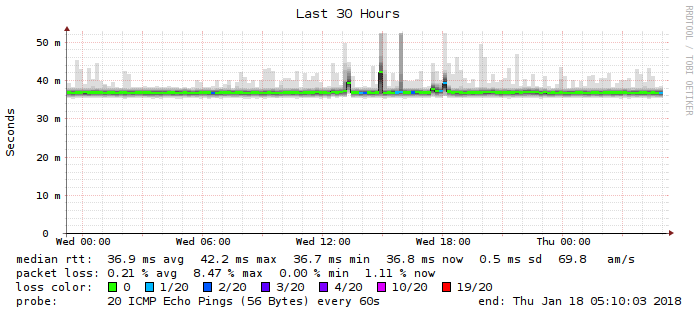 Last 30 Hours
RRDTOOL / TOBI OETIKER
Seconds
50 m
40 m
30 m
20 m
10 m
0
Wed 00:00 Wed 06:00 Wed 12:00 Wed 18:00 Thu 00:00
median rtt: 36.9 ms avg 42.2 ms max 36.7 ms min 36.8 ms now 0.5 ms sd 69.8 am/s
packet loss: 0.21 % avg 8.47 % max 0.00 % min 1.11 % now
loss color: 0 1/20 2/20 3/20 4/20 10/20 19/20
probe: 20 ICMP Echo Pings (56 Bytes) every 60s end: Thu Jan 18 05:10:03 2018